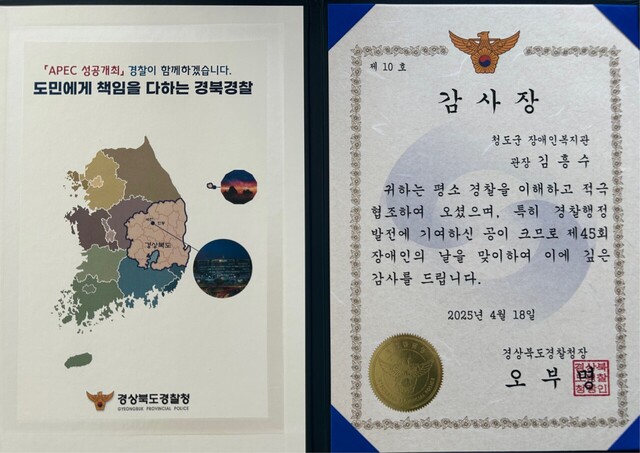 「APEC 성공개최」 경찰이 함께하겠습니다.
도민에게 책임을 다하는 경북경찰
경상북도
경상북도경찰청
GYEONGBUK PROVINCIAL POLICE
제 10 호
감 사 장
청도군 장애인복지관
관장 김 홍 수
귀하는 평소 경찰을 이해하고 적극
협조하여 오셨으며, 특히 경찰행정
발전에 기여하신 공이 크므로 제45회
장애인의 날을 맞이하여 이에 깊은
감사를 드립니다.
2025년 4월 18일
경상북도경찰청장
오 부 명